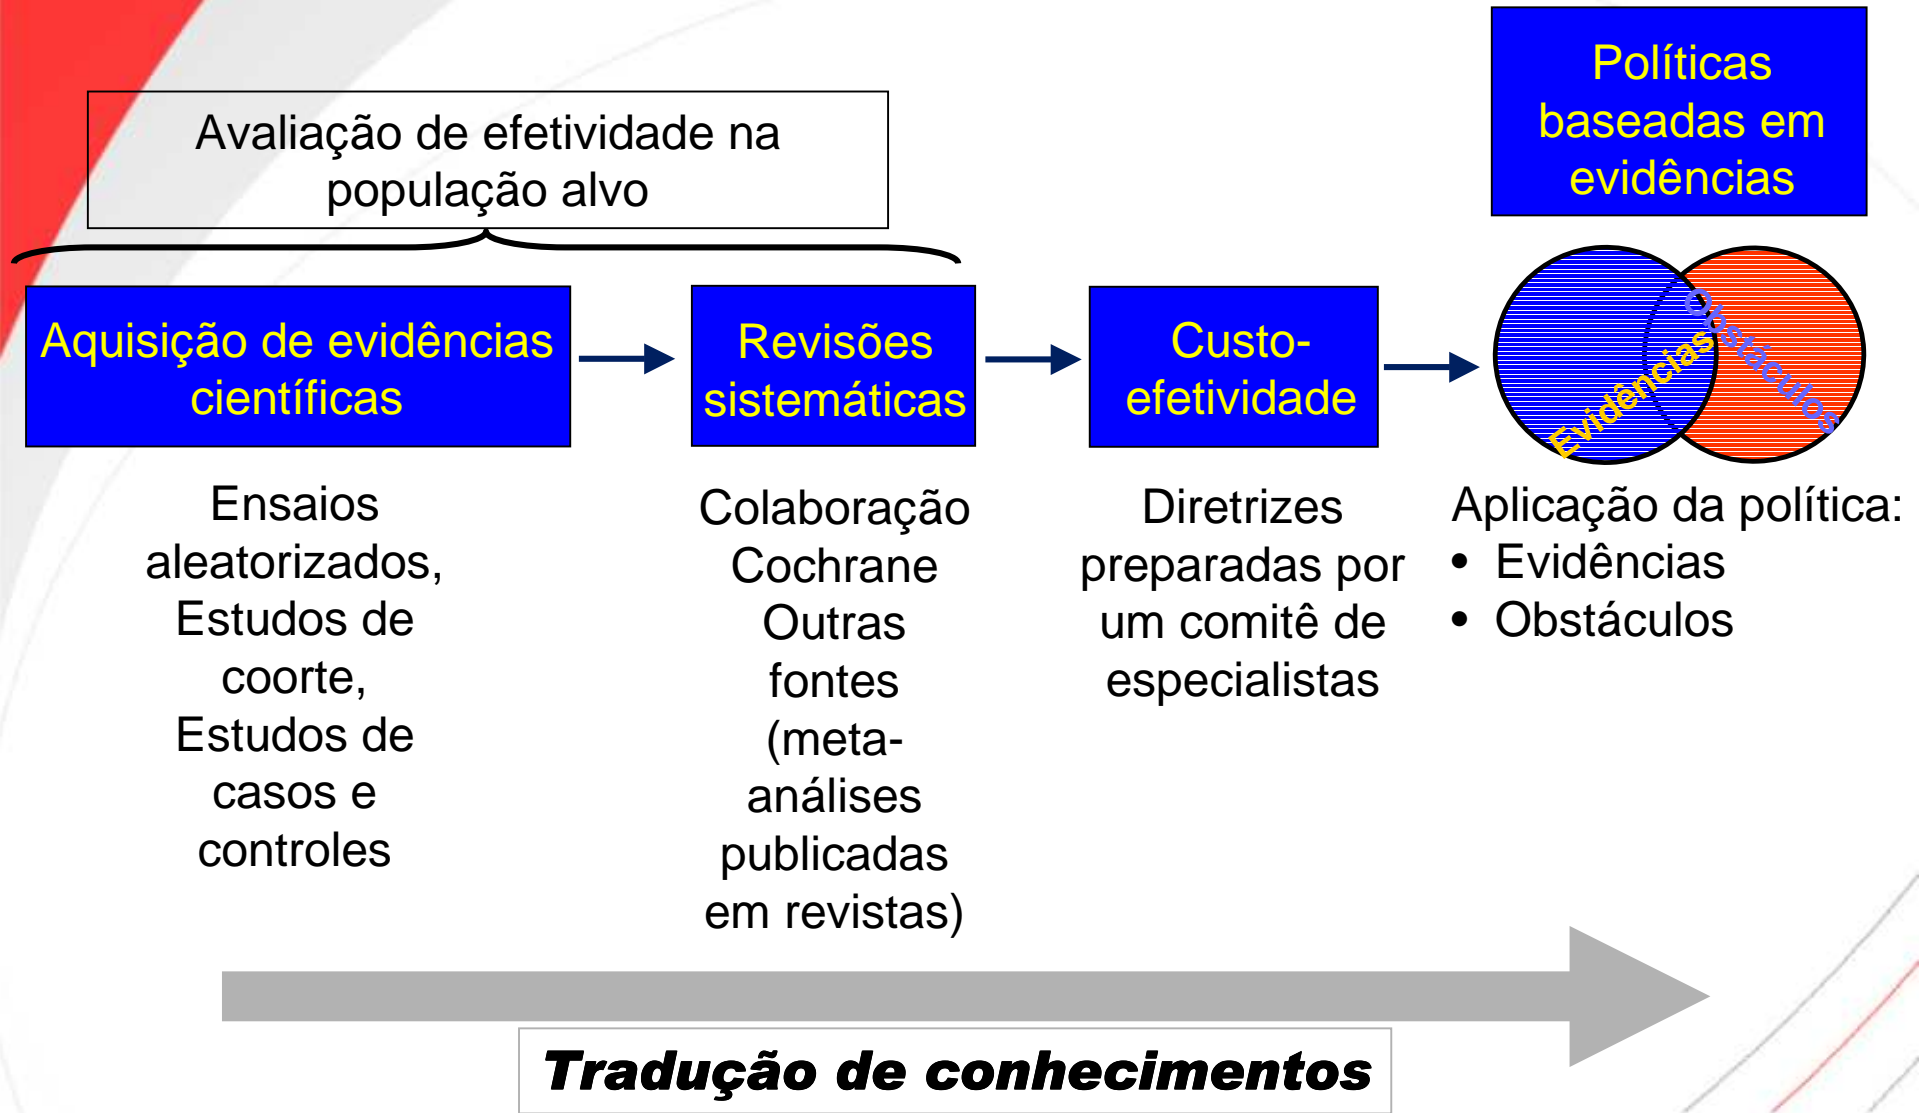 Políticas
baseadas em
evidências
Avaliação de efetividade na
população alvo
Aquisição de evidências
científicas
Revisões
sistemáticas
Custo-
efetividade
Evidências
Obstáculos
Ensaios
aleatorizados,
Estudos de
coorte,
Estudos de
casos e
controles
Colaboração
Cochrane
Outras
fontes
(meta-
análises
publicadas
em revistas)
Diretrizes
preparadas por
um comitê de
especialistas
Aplicação da política:
• Evidências
• Obstáculos
Tradução de conhecimentos